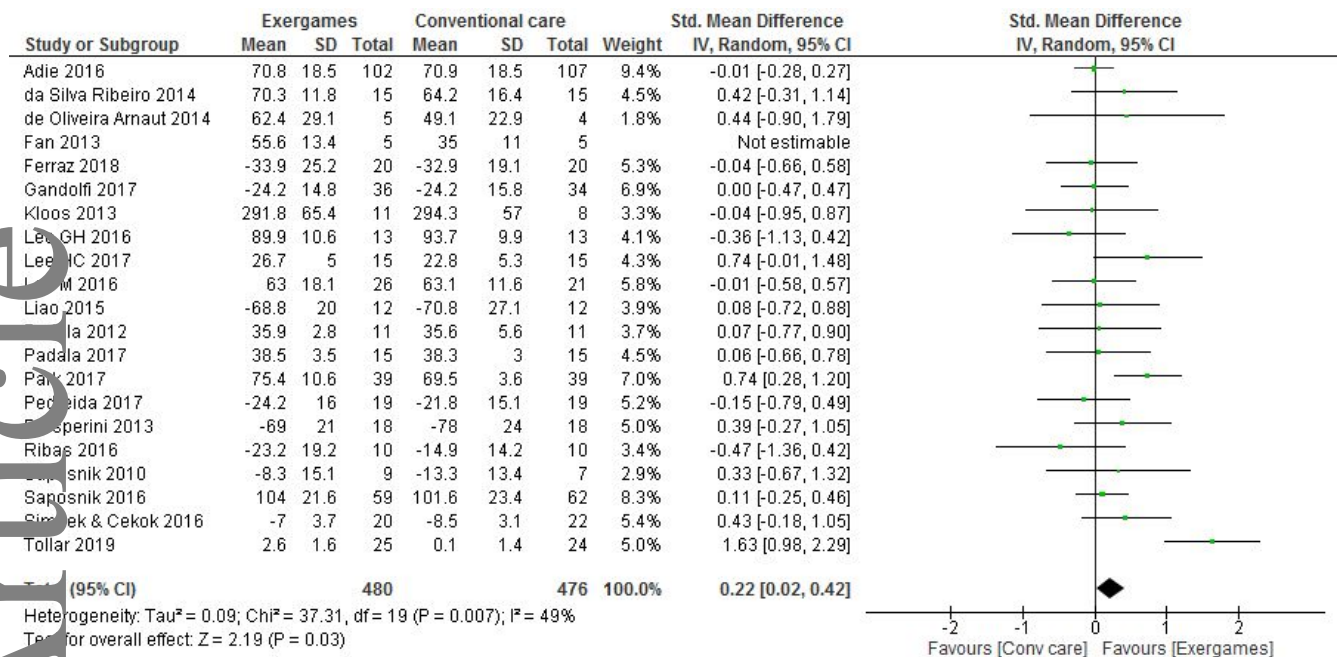 Exergames Conventional care Std. Mean Difference Std. Mean Difference
Study or Subgroup Mean SD Total Mean SD Total Weight IV, Random, 95% CI IV, Random, 95% CI
Adie 2016 70.8 18.5 102 70.9 18.5 107 9.4% -0.01 [-0.28, 0.27]
da Silva Ribeiro 2014 70.3 11.8 15 64.2 16.4 15 4.5% 0.42 [-0.31, 1.14]
de Oliveira Arnaut 2014 62.4 29.1 5 49.1 22.9 4 1.8% 0.44 [-0.90, 1.79]
Fan 2013 55.6 13.4 5 35 11 5 Not estimable
Ferraz 2018 -33.9 25.2 20 -32.9 19.1 20 5.3% -0.04 [-0.66, 0.58]
Gandolfi 2017 -24.2 14.8 36 -24.2 15.8 34 6.9% 0.00 [-0.47, 0.47]
Kloos 2013 291.8 65.4 11 294.3 57 8 3.3% -0.04 [-0.95, 0.87]
Lee GH 2016 89.9 10.6 13 93.7 9.9 13 4.1% -0.36 [-1.13, 0.42]
Lee HC 2017 26.7 5 15 22.8 5.3 15 4.3% 0.74 [-0.01, 1.48]
2016 63 18.1 26 63.1 11.6 21 5.8% -0.01 [-0.58, 0.57]
Liao 2015 -68.8 20 12 -70.8 27.1 12 3.9% 0.08 [-0.72, 0.88]
2012 35.9 2.8 11 35.6 5.6 11 3.7% 0.07 [-0.77, 0.90]
Padala 2017 38.5 3.5 15 38.3 3 15 4.5% 0.06 [-0.66, 0.78]
Park 2017 75.4 10.6 39 69.5 3.6 39 7.0% 0.74 [0.28, 1.20]
2017 -24.2 16 19 -21.8 15.1 19 5.2% -0.15 [-0.79, 0.49]
2013 -69 21 18 -78 24 18 5.0% 0.39 [-0.27, 1.05]
Ribas 2016 -23.2 19.2 10 -14.9 14.2 10 3.4% -0.47 [-1.36, 0.42]
Saposnik 2010 -8.3 15.1 9 -13.3 13.4 7 2.9% 0.33 [-0.67, 1.32]
Saposnik 2016 104 21.6 59 101.6 23.4 62 8.3% 0.11 [-0.25, 0.46]
& Cekok 2016 -7 3.7 20 -8.5 3.1 22 5.4% 0.43 [-0.18, 1.05]
Tollar 2019 2.6 1.6 25 0.1 1.4 24 5.0% 1.63 [0.98, 2.29]
(95% CI) 480 476 100.0% 0.22 [0.02, 0.42]
Heterogeneity: Tau² = 0.09; Chi² = 37.31, df = 19 (P = 0.007); I² = 49%
Test for overall effect: Z = 2.19 (P = 0.03)
-2 -1 0 1 2
Favours [Conv care] Favours [Exergames]